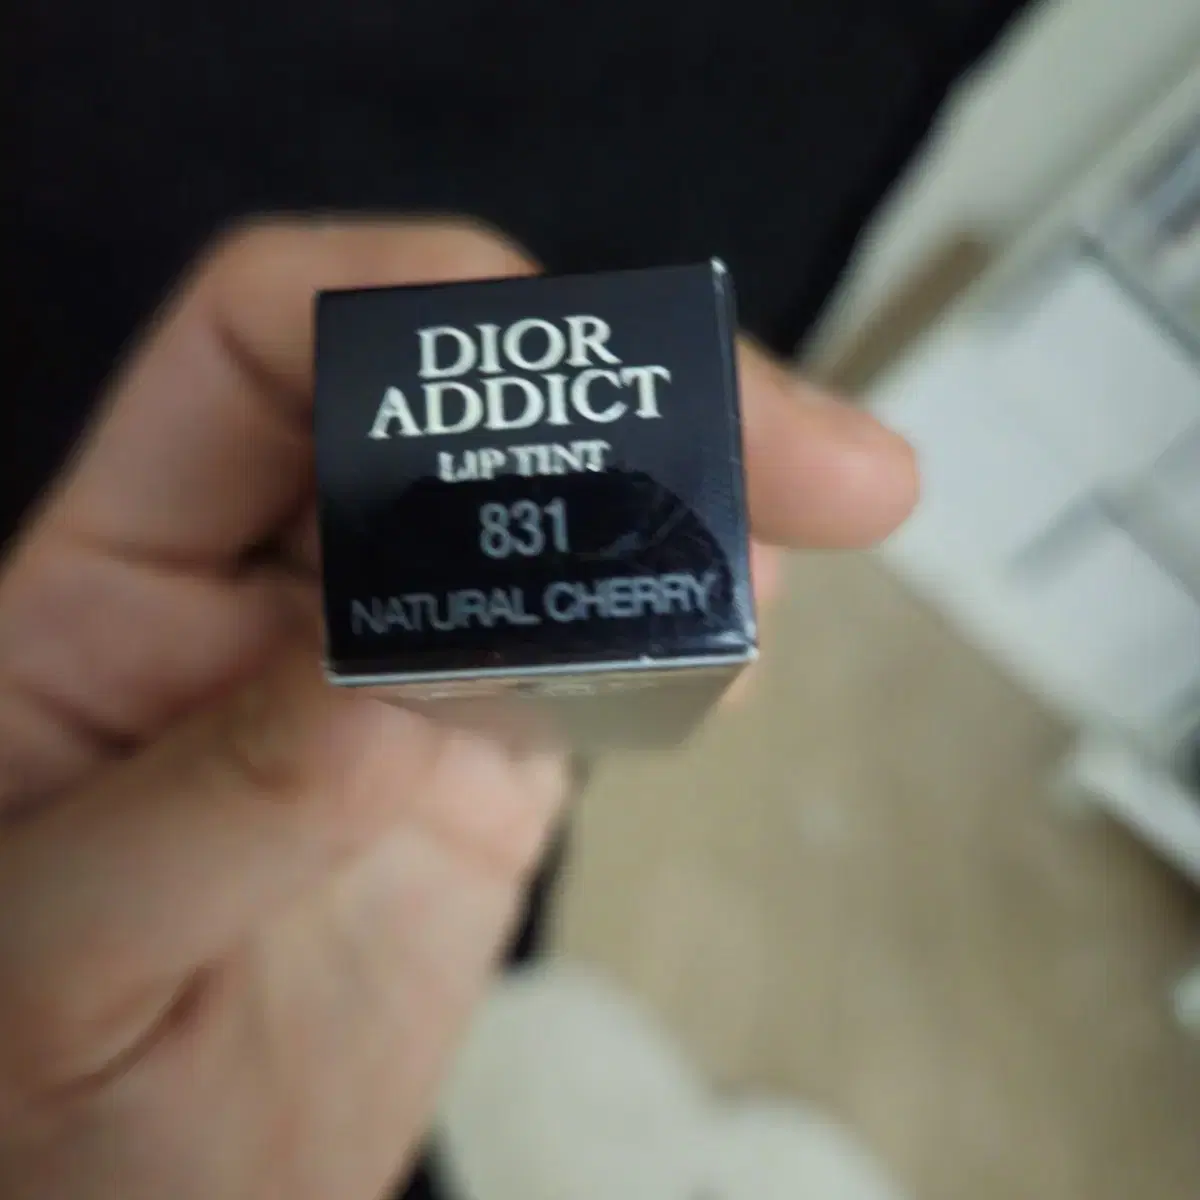 DIOR
ADDICT
LIP TINT
831
NATURAL CHERRY